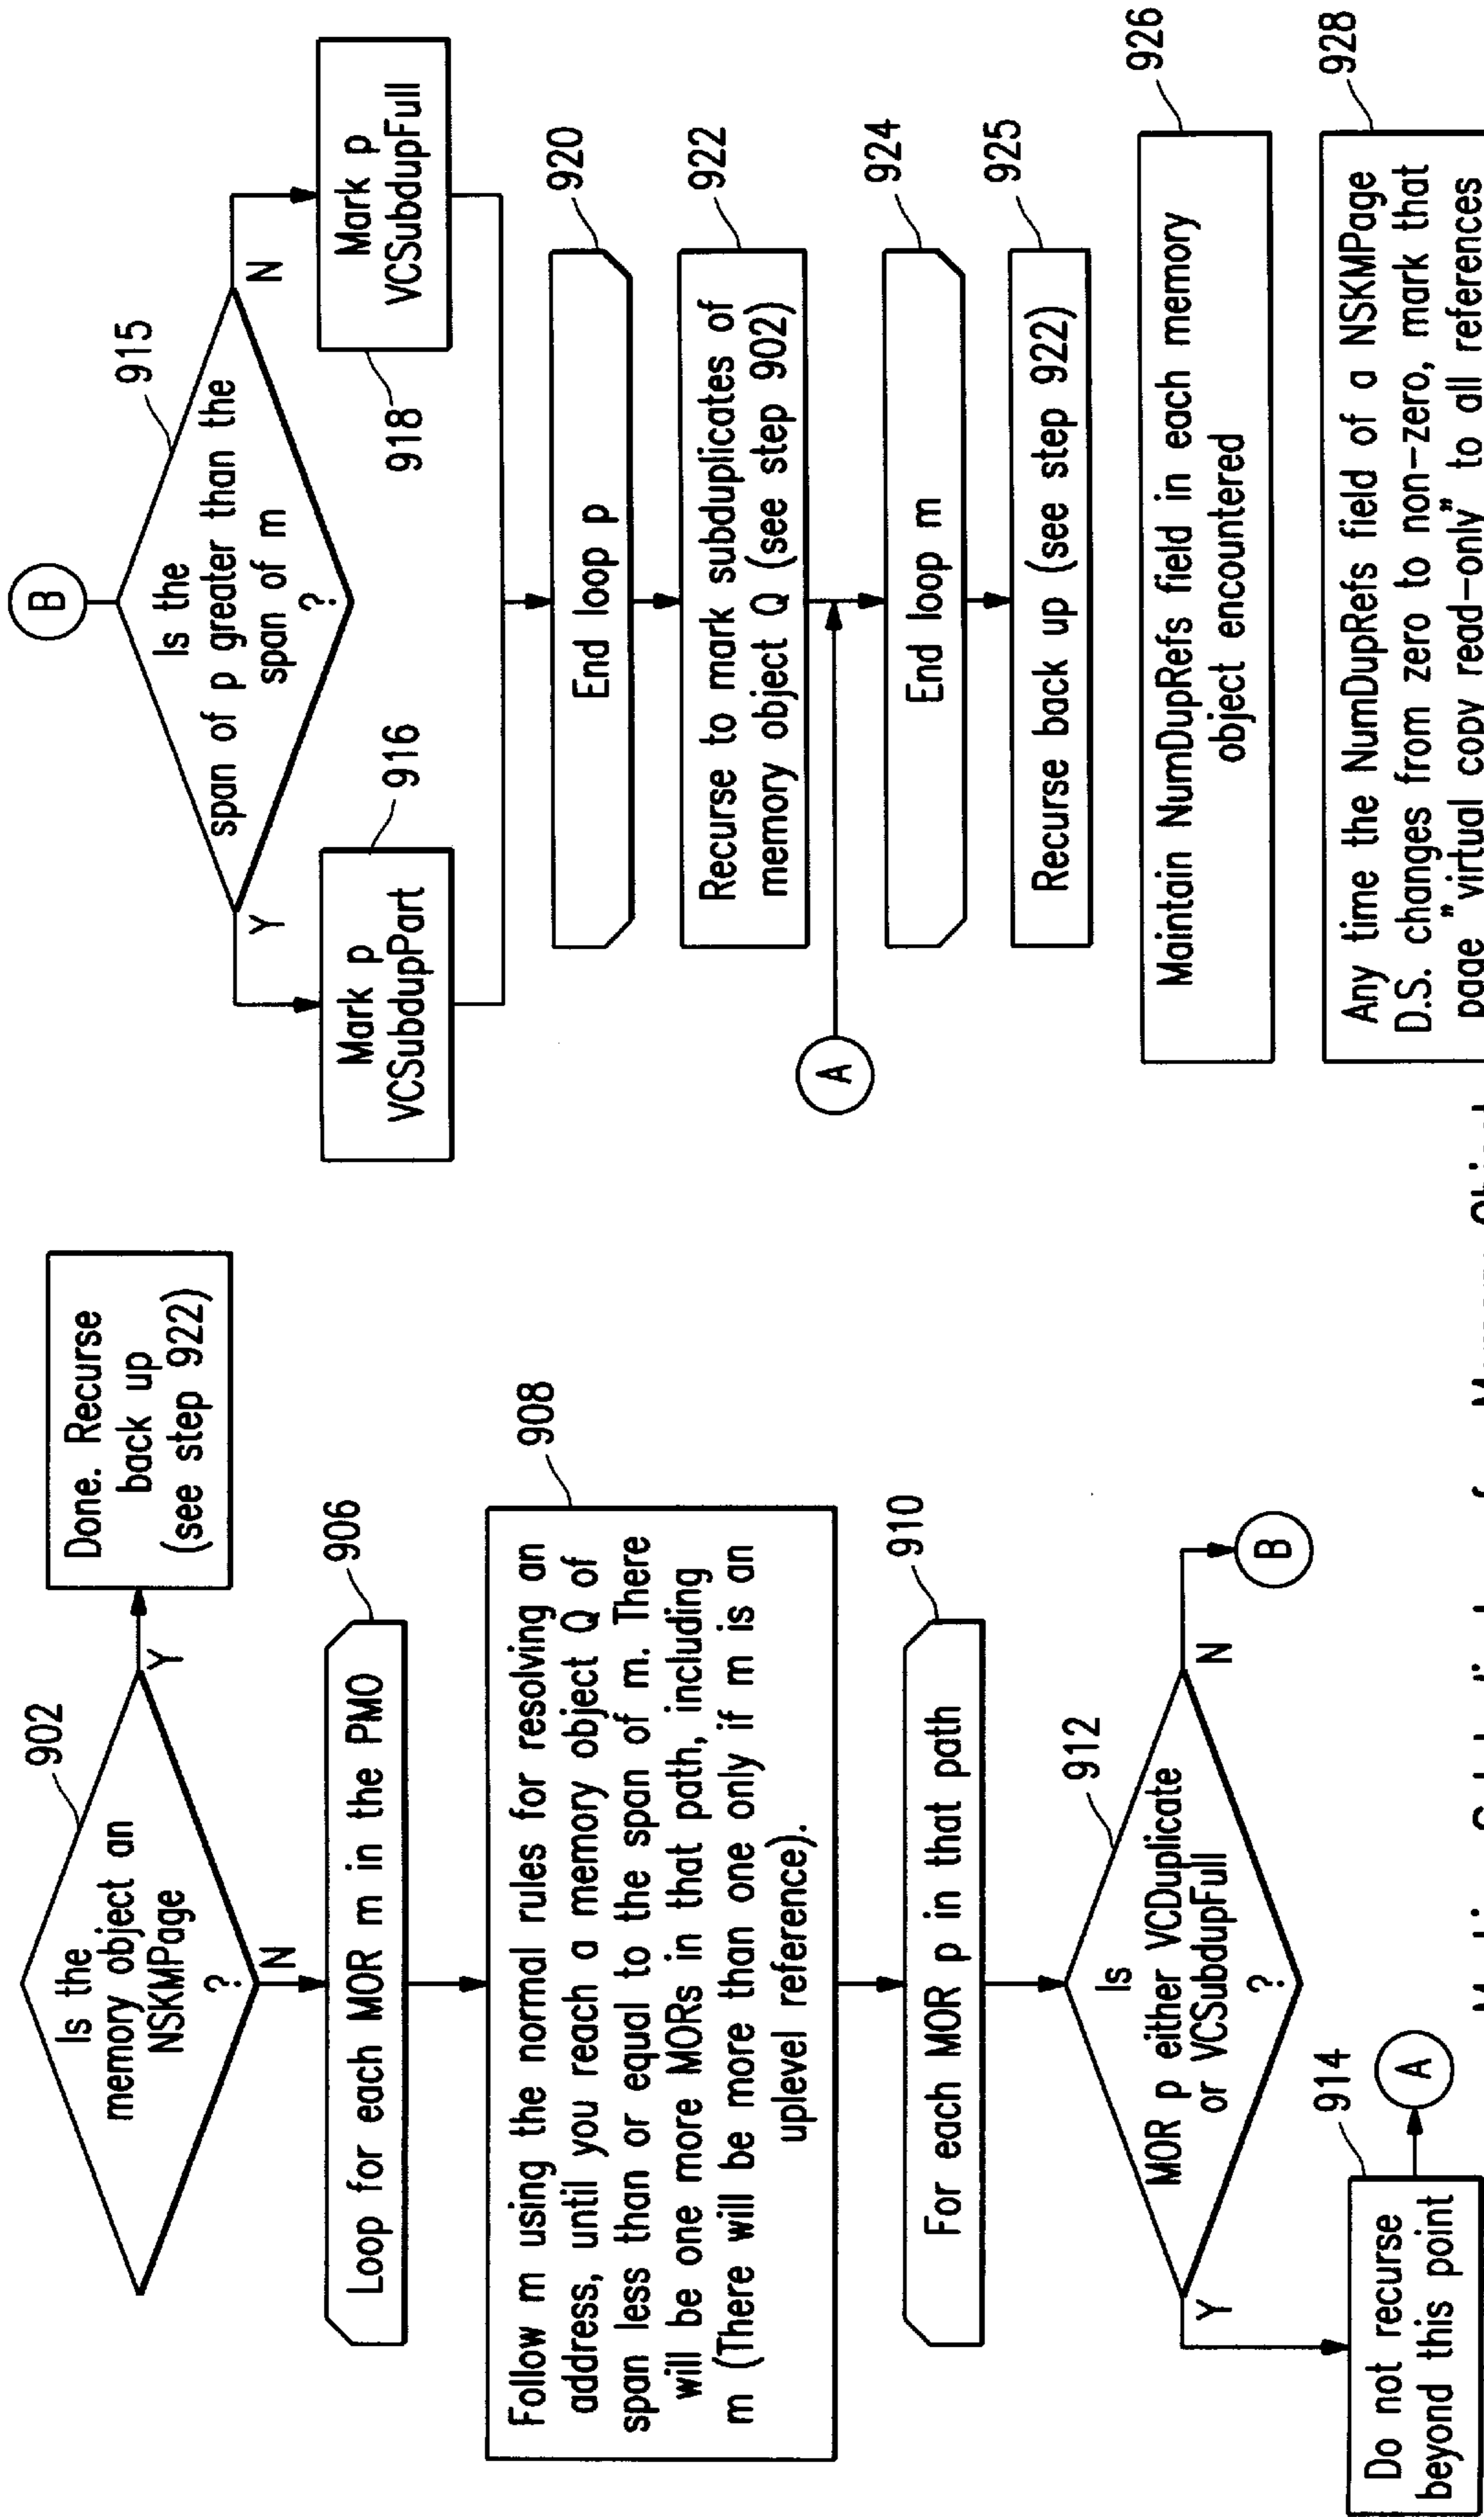 902
Is the
memory object an
NSKMPage
?
Y
Done. Recurse
back up
(see step 922)
N
906
Loop for each MOR m in the PMO
908
Follow m using the normal rules for resolving an
address, until you reach a memory object Q of
span less than or equal to the span of m. There
will be one more MORs in that path, including
m (There will be more than one only if m is an
uplevel reference).
910
For each MOR p in that path
912
Is
MOR p either VCDuplicate
or VCSubdupFull
?
Y
N
914
Do not recurse
beyond this point
A
B
B
915
Is the
span of p greater than the
span of m
?
Y
N
916
Mark p
VCSubdupPart
918
Mark p
VCSubdupFull
920
End loop p
922
Recurse to mark subduplicates of
memory object Q (see step 902)
A
924
End loop m
925
Recurse back up (see step 922)
926
Maintain NumDupRefs field in each memory
object encountered
928
Any time the NumDupRefs field of a NSKMPage
D.S. changes from zero to non-zero, mark that
page "virtual copy read-only" to all references